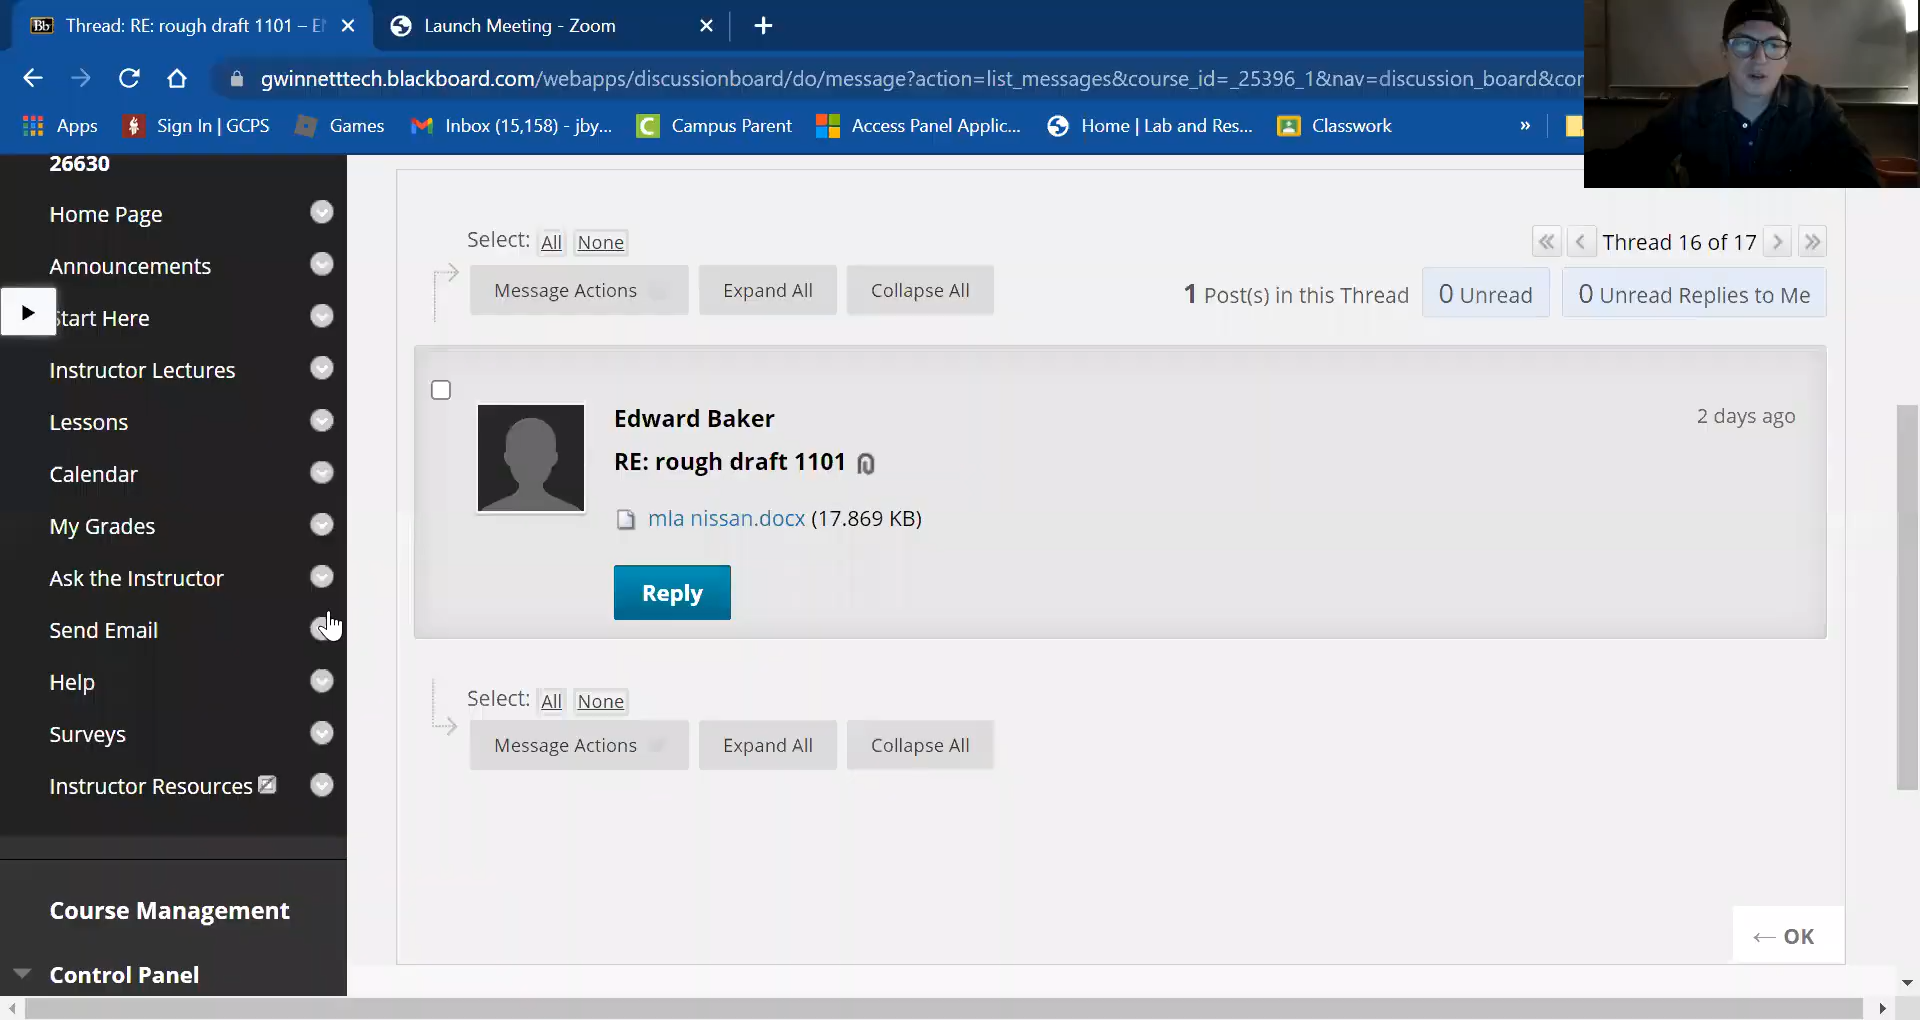 Bb Thread: RE: rough draft 1101 – EN
Launch Meeting - Zoom
gwinnetttech.blackboard.com/webapps/discussionboard/do/message?action=list_messages&course_id=_25396_1&nav=discussion_board&cor
Apps
Sign In | GCPS
Games
Inbox (15,158) - jby...
Campus Parent
Access Panel Applic...
Home | Lab and Res...
Classwork
»
26630
Home Page
Announcements
Start Here
Instructor Lectures
Lessons
Calendar
My Grades
Ask the Instructor
Send Email
Help
Surveys
Instructor Resources
Course Management
Control Panel
Select: All None
Thread 16 of 17
Message Actions Expand All Collapse All
1 Post(s) in this Thread 0 Unread 0 Unread Replies to Me
Edward Baker
2 days ago
RE: rough draft 1101
mla nissan.docx (17.869 KB)
Reply
Select: All None
Message Actions Expand All Collapse All
← OK